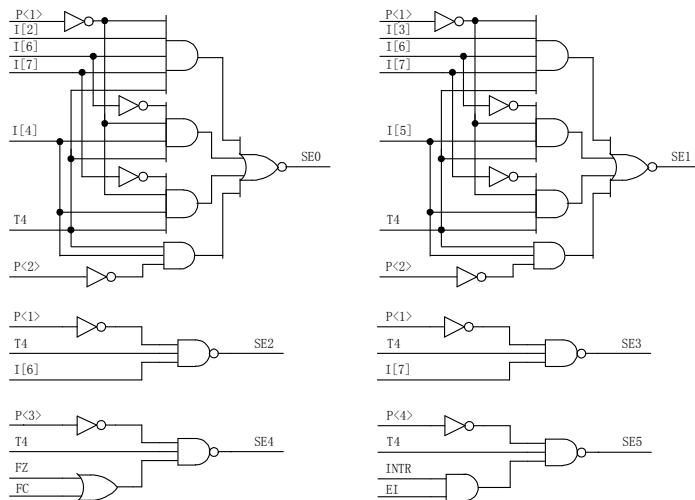 P<1>
I[2]
I[6]
I[7]
I[4]
SE0
T4
P<2>
P<1>
I[3]
I[6]
I[7]
I[5]
SE1
T4
P<2>
P<1>
T4
SE2
I[6]
P<1>
T4
SE3
I[7]
P<3>
T4
SE4
FZ
FC
P<4>
T4
SE5
INTR
EI